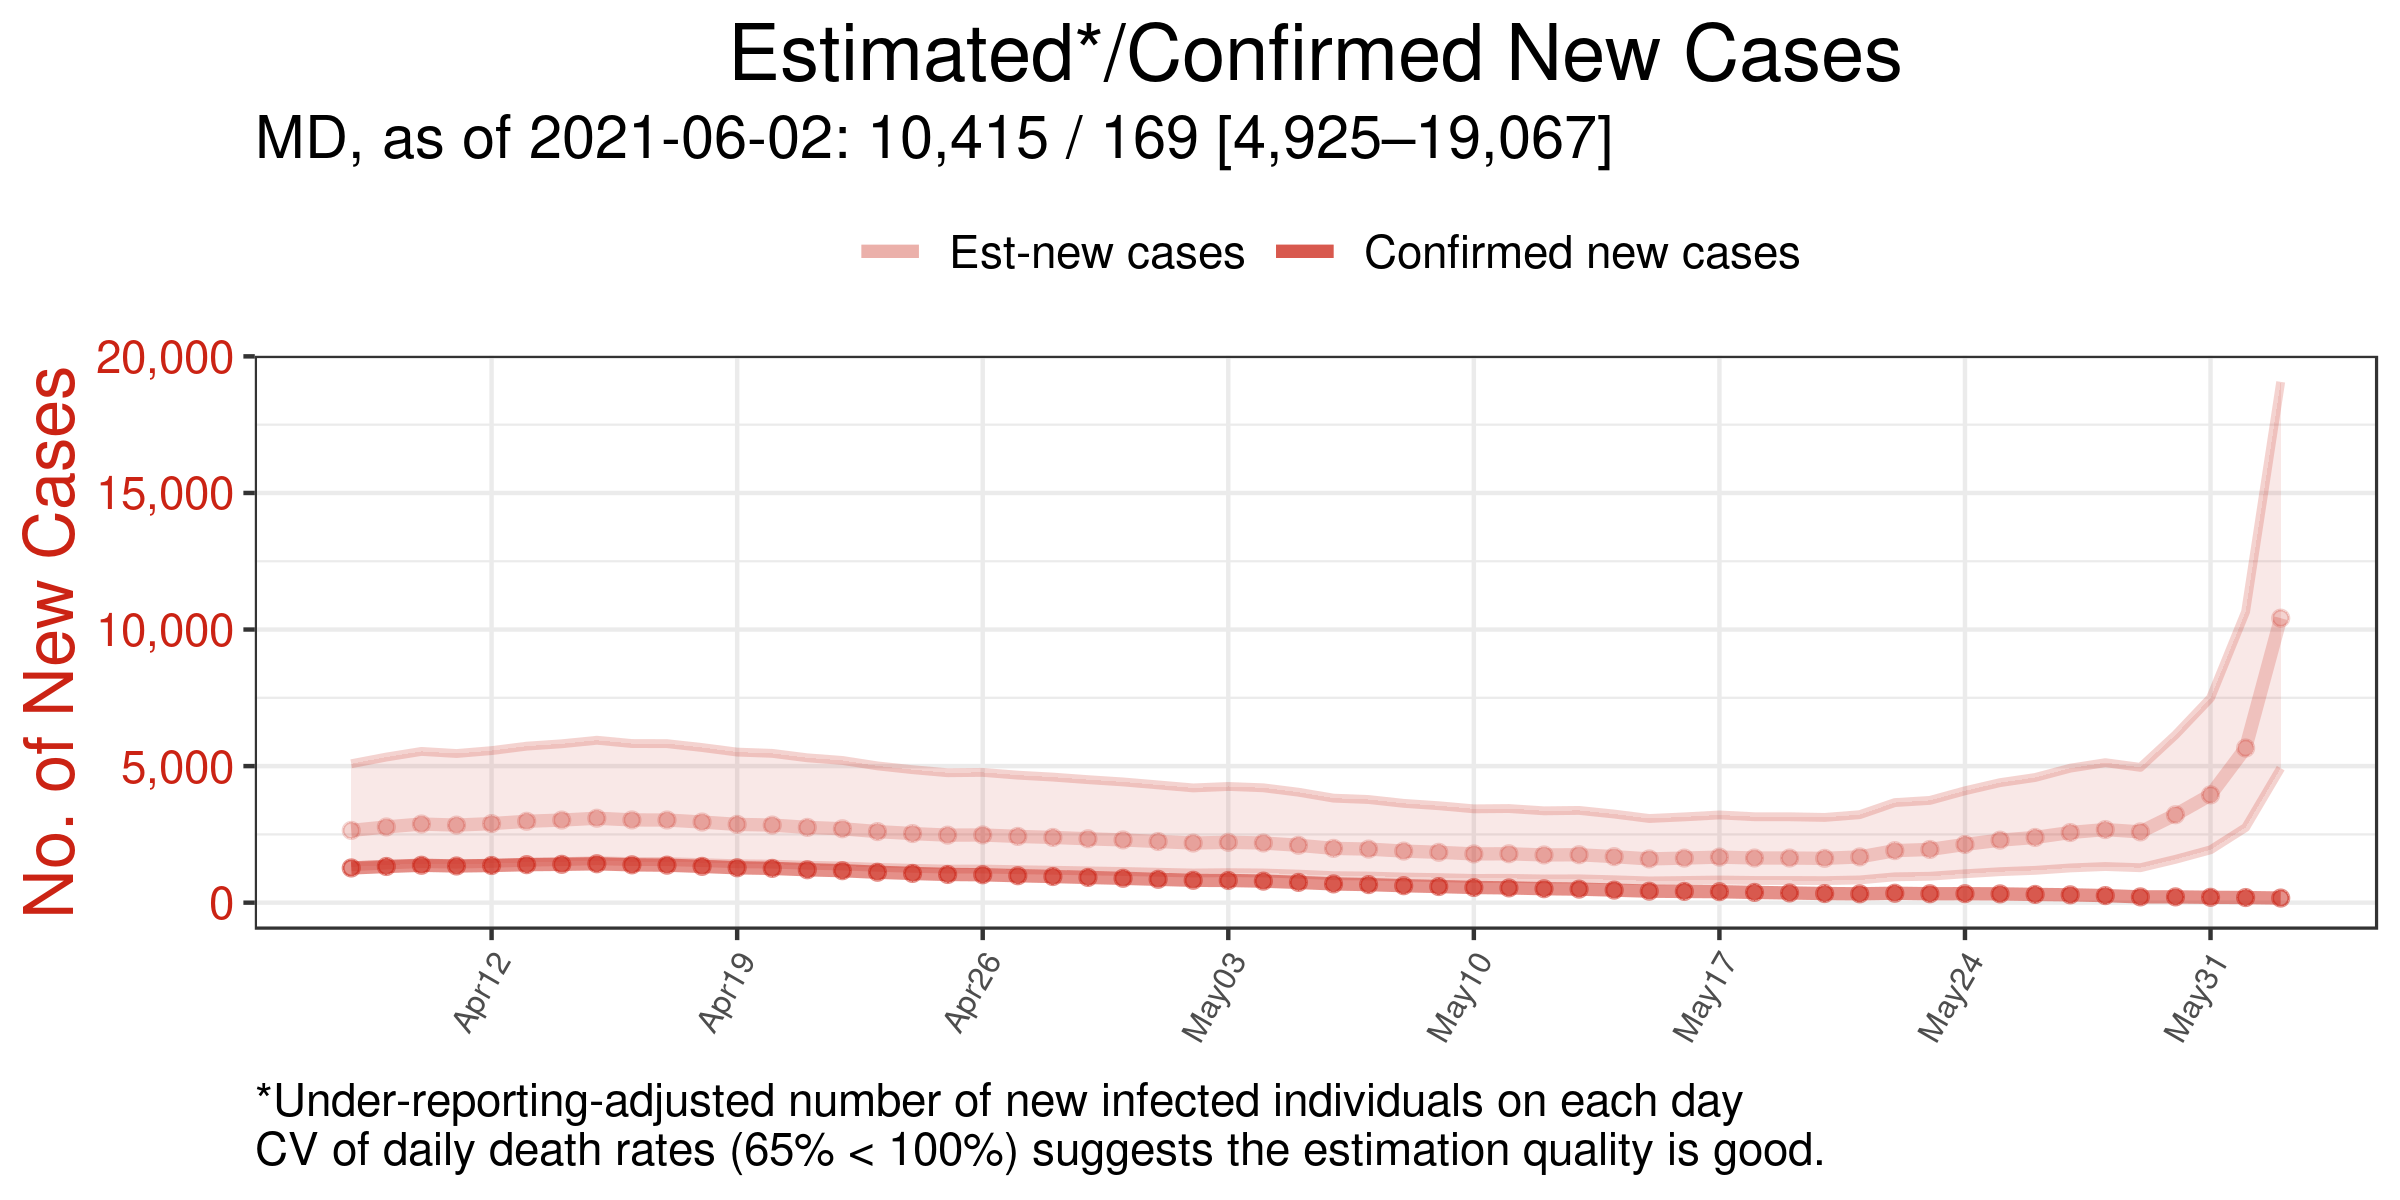 Estimated*/Confirmed New Cases
MD, as of 2021-06-02: 10,415 / 169 [4,925–19,067]
Est-new cases
Confirmed new cases
No. of New Cases
20,000
15,000
10,000
5,000
0
Apr12
Apr19
Apr26
May03
May10
May17
May24
May31
*Under-reporting-adjusted number of new infected individuals on each day
CV of daily death rates (65% < 100%) suggests the estimation quality is good.